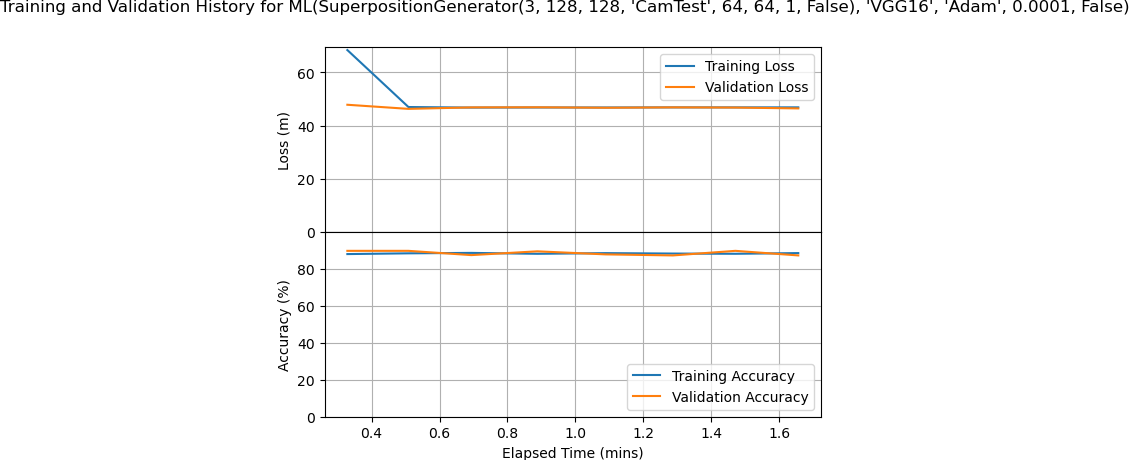 Training and Validation History for ML(SuperpositionGenerator(3, 128, 128, 'CamTest', 64, 64, 1, False), 'VGG16', 'Adam', 0.0001, False)
Training Loss
Validation Loss
60
40
20
0
Loss (m)
80
60
40
20
0
Accuracy (%)
Training Accuracy
Validation Accuracy
0.4 0.6 0.8 1.0 1.2 1.4 1.6
Elapsed Time (mins)